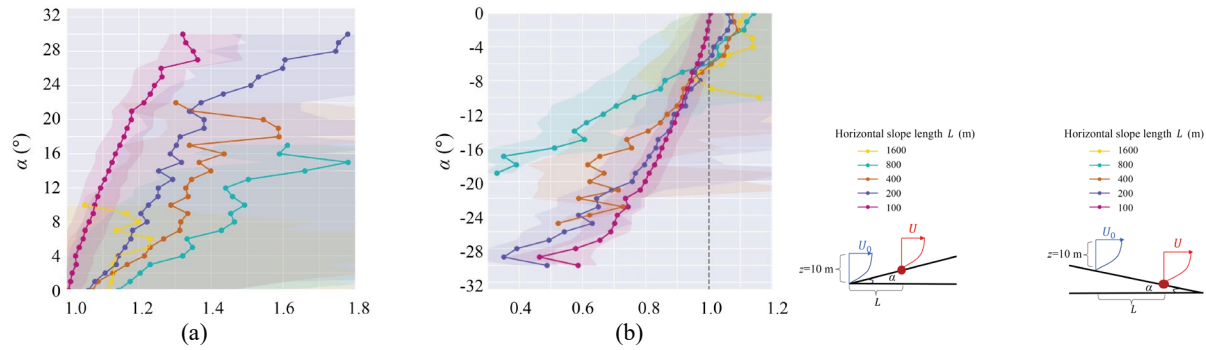 (a)
32
28
24
20
16
12
8
4
0
α (°)
1.0 1.2 1.4 1.6 1.8
(a)
(b)
0
-4
-8
-12
-16
-20
-24
-28
-32
α (°)
0.4 0.6 0.8 1.0 1.2
(b)
Horizontal slope length L (m)
1600
800
400
200
100
U₀
U
z=10 m
α
L
Horizontal slope length L (m)
1600
800
400
200
100
U₀
U
z=10 m
α
L